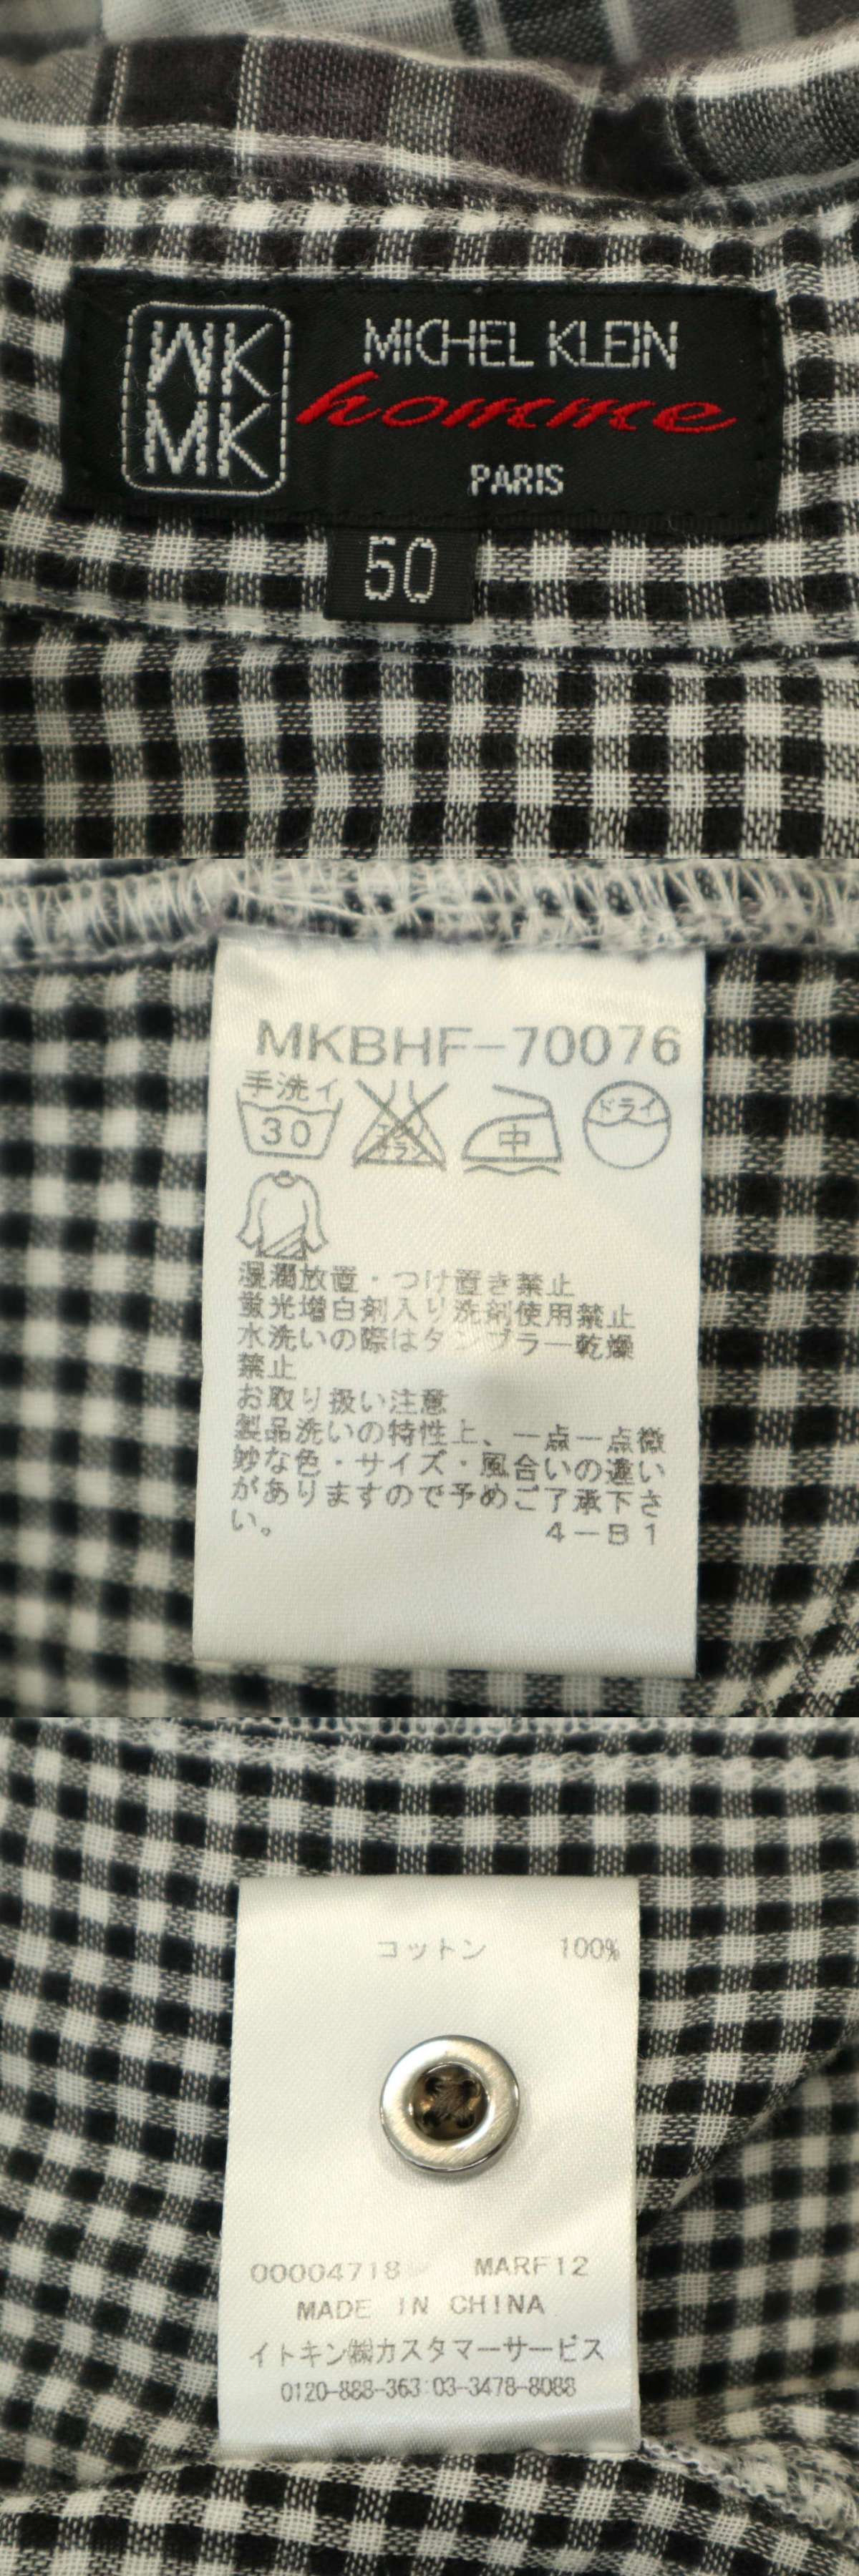 MK
MK
MICHEL KLEIN
homme
PARIS
50
MKBHF-70076
手洗イ
30
エンソ
サラシ
中
ドライ
湿潤放置・つけ置き禁止
蛍光増白剤入り洗剤使用禁止
水洗いの際はタンブラー乾燥
禁止
お取り扱い注意
製品洗いの特性上、一点一点微
妙な色・サイズ・風合いの違い
がありますので予めご了承下さ
い。
4-B1
コットン 100%
00004718 MARF12
MADE IN CHINA
イトキン㈱カスタマーサービス
0120-888-363:03-3478-8088